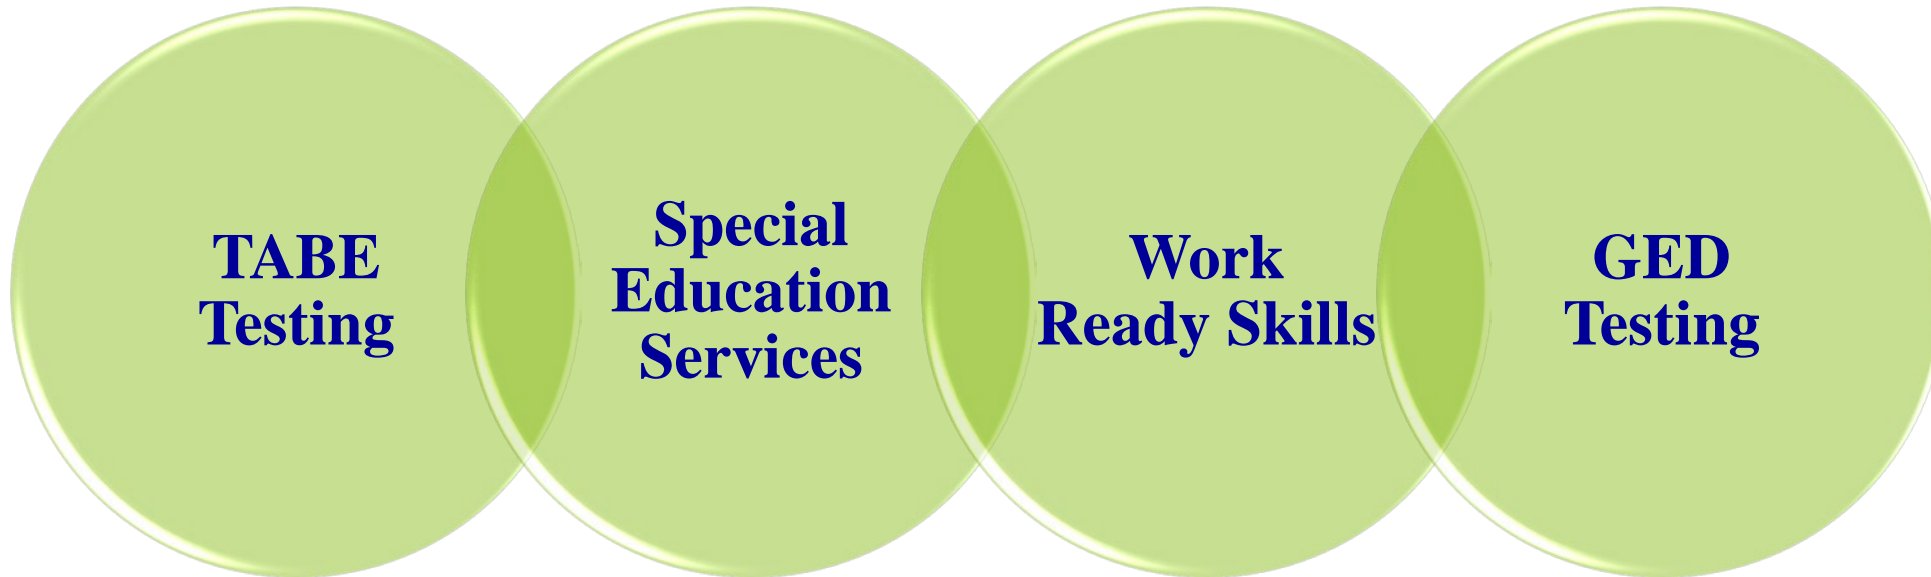 TABE
Testing
Special
Education
Services
Work
Ready Skills
GED
Testing